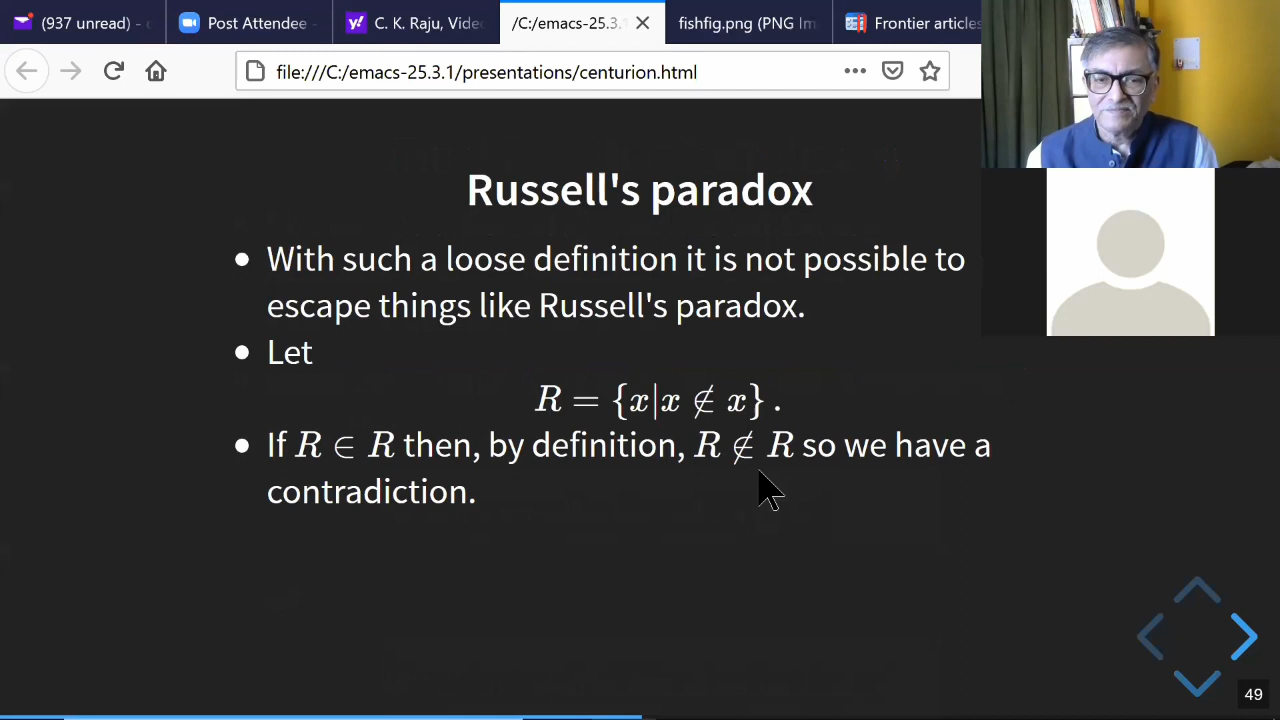 (937 unread) - c
Post Attendee -
C. K. Raju, Vide
/C:/emacs-25.3.1
fishfig.png (PNG Im
Frontier articles
file:///C:/emacs-25.3.1/presentations/centurion.html
Russell's paradox
• With such a loose definition it is not possible to
escape things like Russell's paradox.
• Let
R = {x|x ∉ x} .
• If R ∈ R then, by definition, R ∉ R so we have a
contradiction.
49